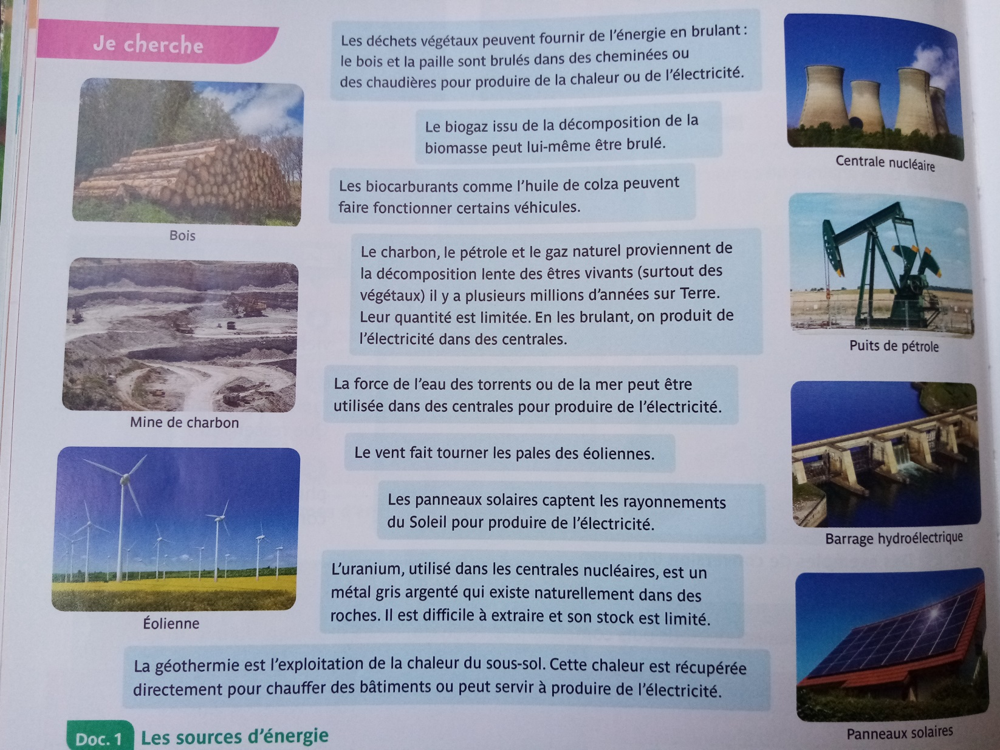 Je cherche
Bois
Mine de charbon
Éolienne
Les déchets végétaux peuvent fournir de l'énergie en brulant :
le bois et la paille sont brulés dans des cheminées ou
des chaudières pour produire de la chaleur ou de l'électricité.
Le biogaz issu de la décomposition de la
biomasse peut lui-même être brulé.
Les biocarburants comme l'huile de colza peuvent
faire fonctionner certains véhicules.
Le charbon, le pétrole et le gaz naturel proviennent de
la décomposition lente des êtres vivants (surtout des
végétaux) il y a plusieurs millions d'années sur Terre.
Leur quantité est limitée. En les brulant, on produit de
l'électricité dans des centrales.
La force de l'eau des torrents ou de la mer peut être
utilisée dans des centrales pour produire de l'électricité.
Le vent fait tourner les pales des éoliennes.
Les panneaux solaires captent les rayonnements
du Soleil pour produire de l'électricité.
L'uranium, utilisé dans les centrales nucléaires, est un
métal gris argenté qui existe naturellement dans des
roches. Il est difficile à extraire et son stock est limité.
La géothermie est l'exploitation de la chaleur du sous-sol. Cette chaleur est récupérée
directement pour chauffer des bâtiments ou peut servir à produire de l'électricité.
Centrale nucléaire
Puits de pétrole
Barrage hydroélectrique
Panneaux solaires
Doc. 1 Les sources d'énergie